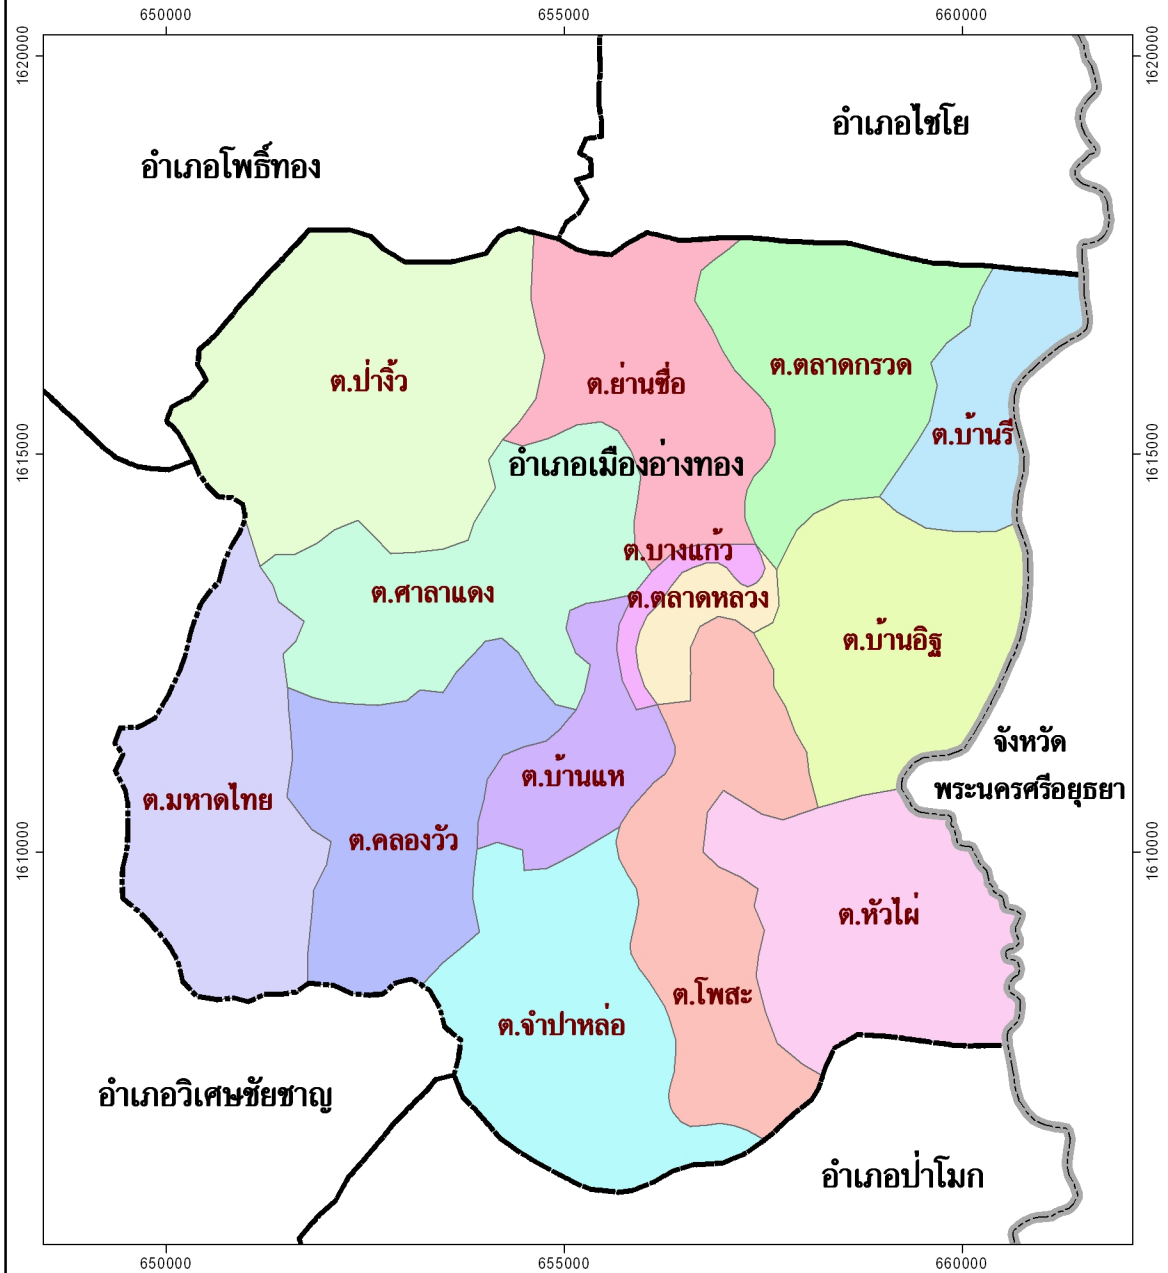 650000
655000
660000
1620000
1620000
อำเภอไชโย
อำเภอโพธิ์ทอง
ต.ป่างิ้ว
ต.ย่านซื่อ
ต.ตลาดกรวด
ต.บ้านรี
1615000
อำเภอเมืองอ่างทอง
1615000
ต.บางแก้ว
ต.ศาลาแดง
ต.ตลาดหลวง
ต.บ้านอิฐ
จังหวัด
พระนครศรีอยุธยา
ต.บ้านแห
ต.มหาดไทย
ต.คลองวัว
1610000
1610000
ต.หัวไผ่
ต.โพสะ
ต.จำปาหล่อ
อำเภอวิเศษชัยชาญ
อำเภอป่าโมก
650000
655000
660000